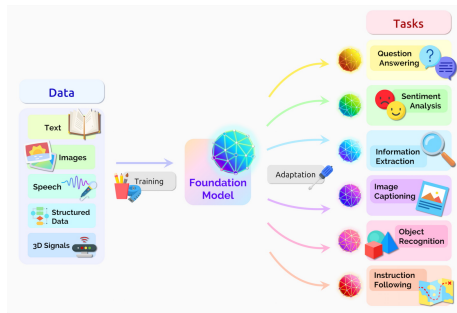 Tasks
Data
Text
Images
Speech
Structured
Data
3D Signals
Training
Foundation
Model
Adaptation
Question
Answering
Sentiment
Analysis
Information
Extraction
Image
Captioning
Object
Recognition
Instruction
Following